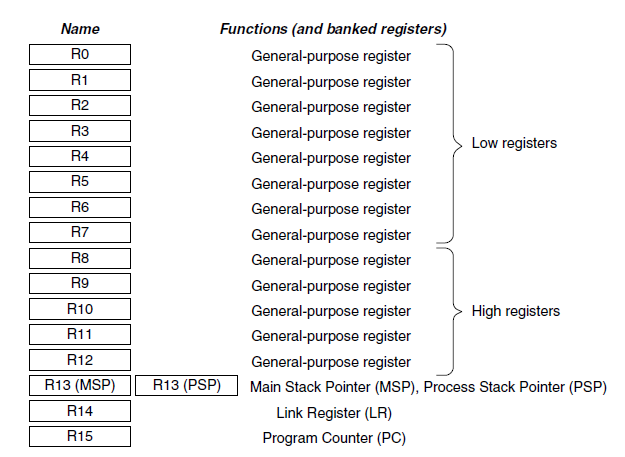 Name Functions (and banked registers)
R0 General-purpose register
R1 General-purpose register
R2 General-purpose register
R3 General-purpose register
Low registers
R4 General-purpose register
R5 General-purpose register
R6 General-purpose register
R7 General-purpose register
R8 General-purpose register
R9 General-purpose register
R10 General-purpose register High registers
R11 General-purpose register
R12 General-purpose register
R13 (MSP) R13 (PSP) Main Stack Pointer (MSP), Process Stack Pointer (PSP)
R14 Link Register (LR)
R15 Program Counter (PC)